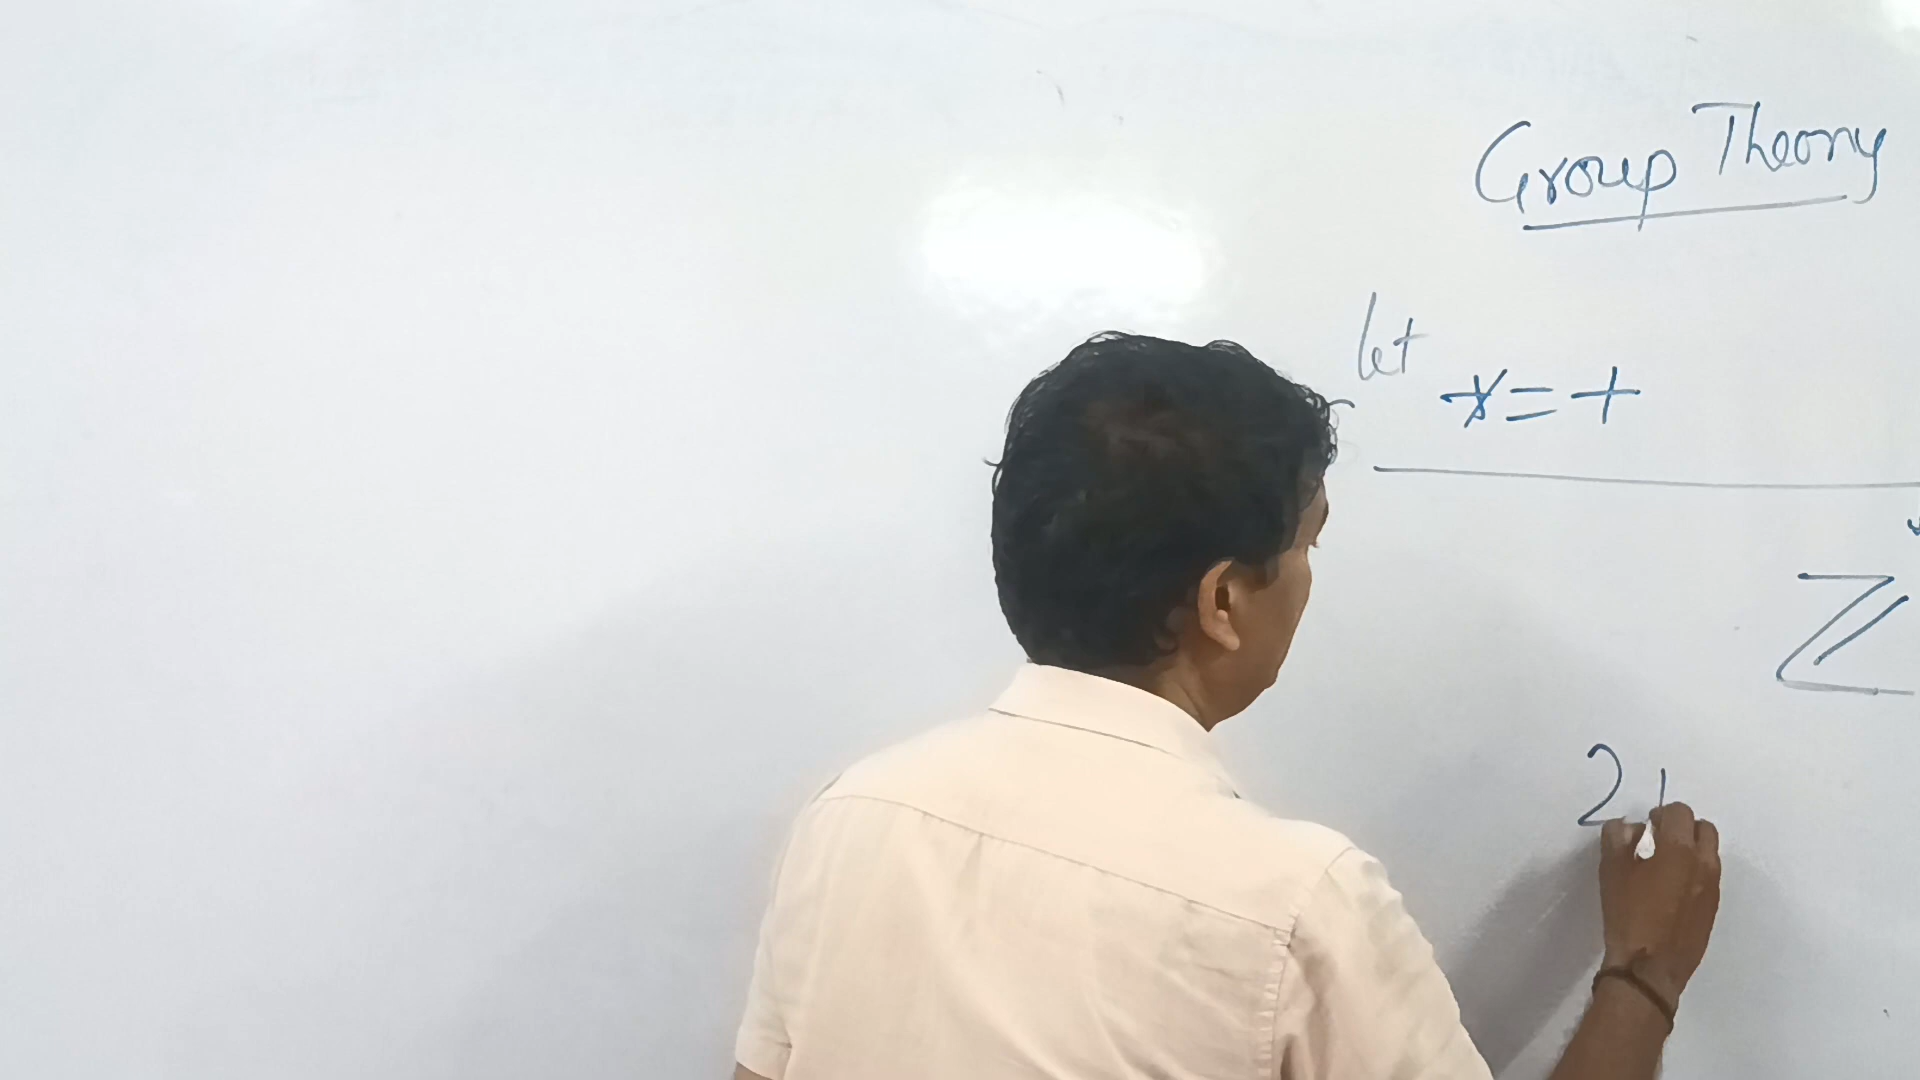 Group Theory
let * = +
ℤ
2